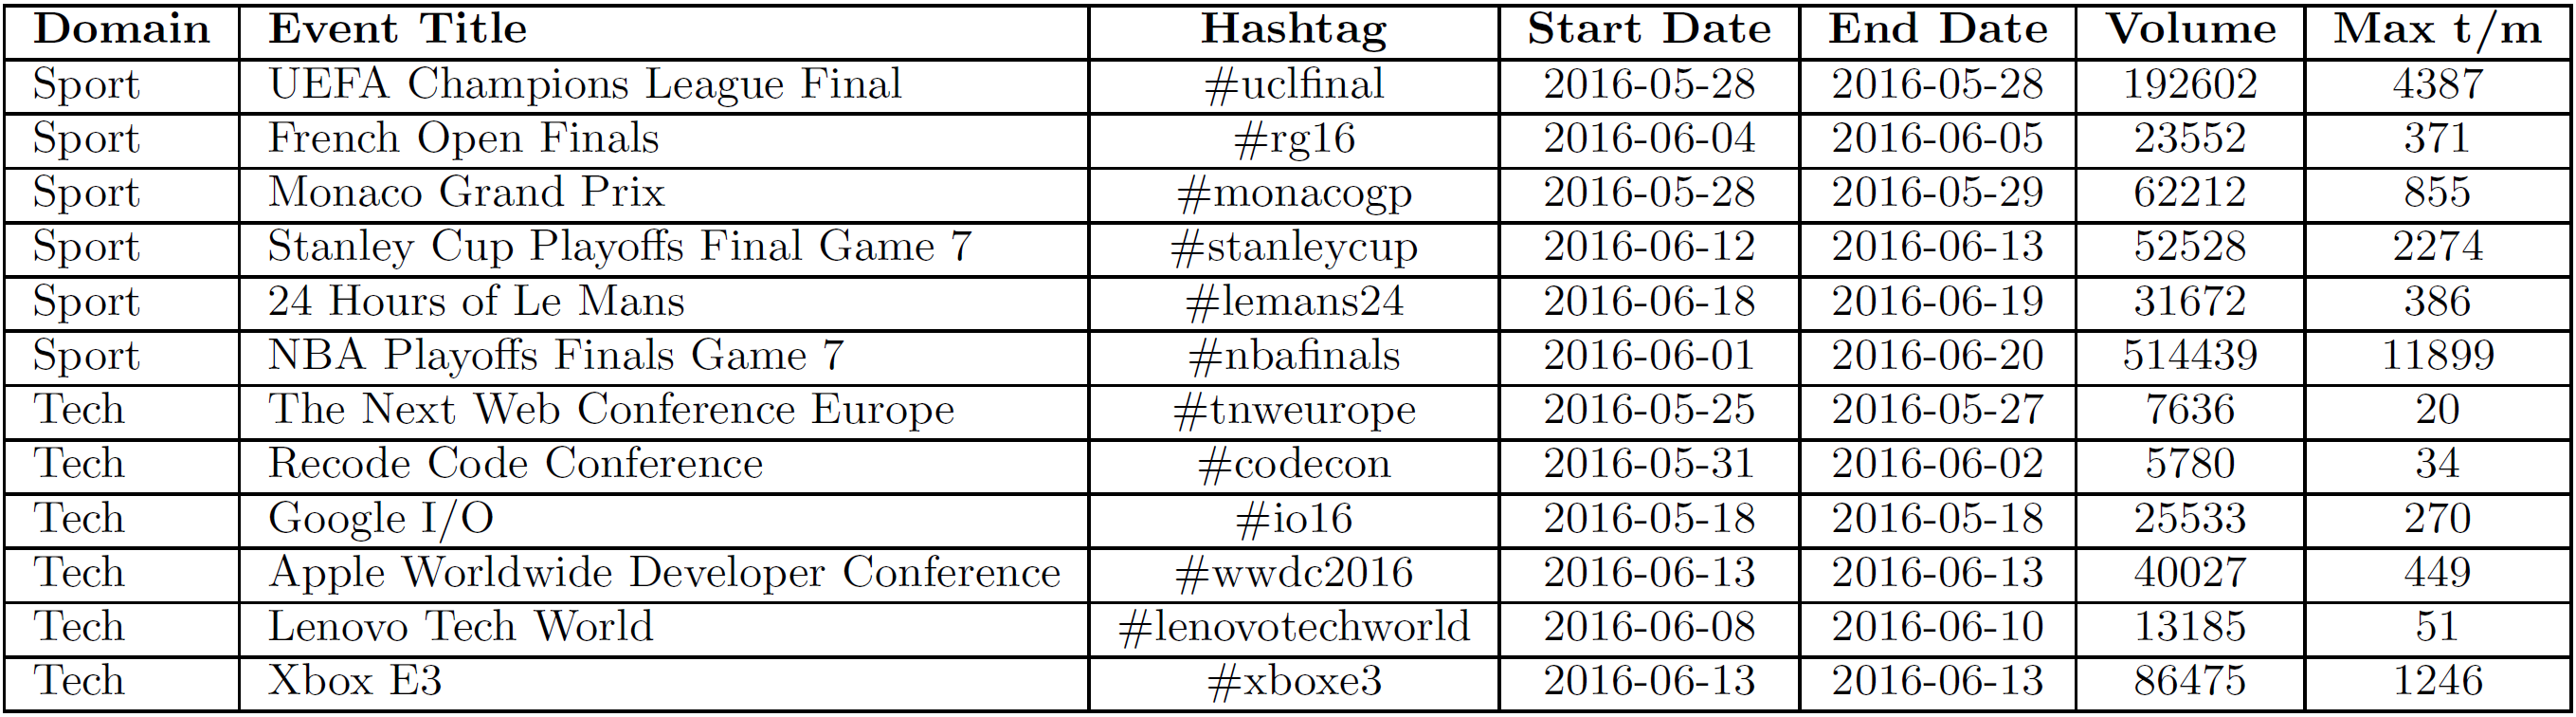 Domain Event Title Hashtag Start Date End Date Volume Max t/m
Sport UEFA Champions League Final #uclfinal 2016-05-28 2016-05-28 192602 4387
Sport French Open Finals #rg16 2016-06-04 2016-06-05 23552 371
Sport Monaco Grand Prix #monacogp 2016-05-28 2016-05-29 62212 855
Sport Stanley Cup Playoffs Final Game 7 #stanleycup 2016-06-12 2016-06-13 52528 2274
Sport 24 Hours of Le Mans #lemans24 2016-06-18 2016-06-19 31672 386
Sport NBA Playoffs Finals Game 7 #nbafinals 2016-06-01 2016-06-20 514439 11899
Tech The Next Web Conference Europe #tnweurope 2016-05-25 2016-05-27 7636 20
Tech Recode Code Conference #codecon 2016-05-31 2016-06-02 5780 34
Tech Google I/O #io16 2016-05-18 2016-05-18 25533 270
Tech Apple Worldwide Developer Conference #wwdc2016 2016-06-13 2016-06-13 40027 449
Tech Lenovo Tech World #lenovotechworld 2016-06-08 2016-06-10 13185 51
Tech Xbox E3 #xboxe3 2016-06-13 2016-06-13 86475 1246